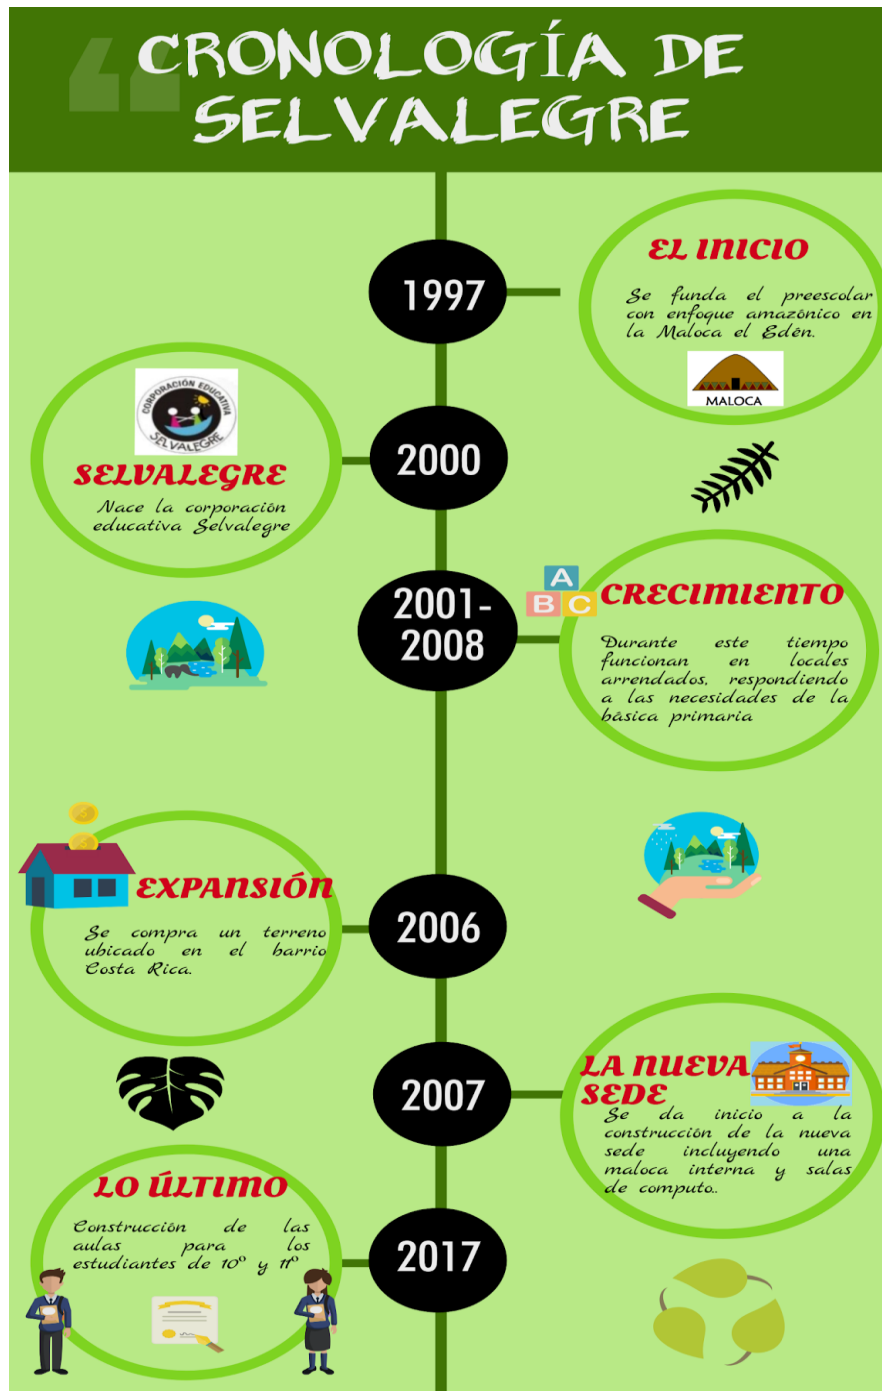 CRONOLOGÍA DE
SELVALEGRE
1997
EL INICIO
Se funda el preescolar
con enfoque amazónico en
la Maloca el Edén.
MALOCA
CORPORACIÓN EDUCATIVA
SELVALEGRE
2000
SELVALEGRE
Nace la corporación
educativa Selvalegre
2001-
2008
A
B C
CRECIMIENTO
Durante este tiempo
funcionan en locales
arrendados, respondiendo
a las necesidades de la
básica primaria
EXPANSIÓN
Se compra un terreno
ubicado en el barrio
Costa Rica.
2006
2007
LA NUEVA
SEDE
Se da inicio a la
construcción de la nueva
sede incluyendo una
maloca interna y salas
de computo..
LO ÚLTIMO
Construcción de las
aulas para los
estudiantes de 10º y 11º
2017